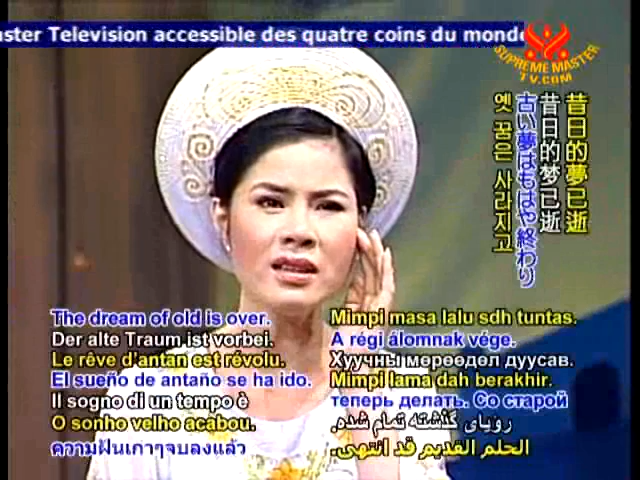 ster Television accessible des quatre coins du monde
SUPREME MASTER
TV.COM
昔日的夢已逝
昔日的梦已逝
古い夢はもはや終わり
옛 꿈은 사라지고
The dream of old is over.
Der alte Traum ist vorbei.
Le rêve d'antan est révolu.
El sueño de antaño se ha ido.
Il sogno di un tempo è
O sonho velho acabou.
ความฝันเก่าๆจบลงแล้ว
Mimpi masa lalu sdh tuntas.
A régi álomnak vége.
Хуучны мөрөөдөл дуусав.
Mimpi lama dah berakhir.
теперь делать. Со старой
رویای گذشته تمام شده.
الحلم القديم قد انتهى.